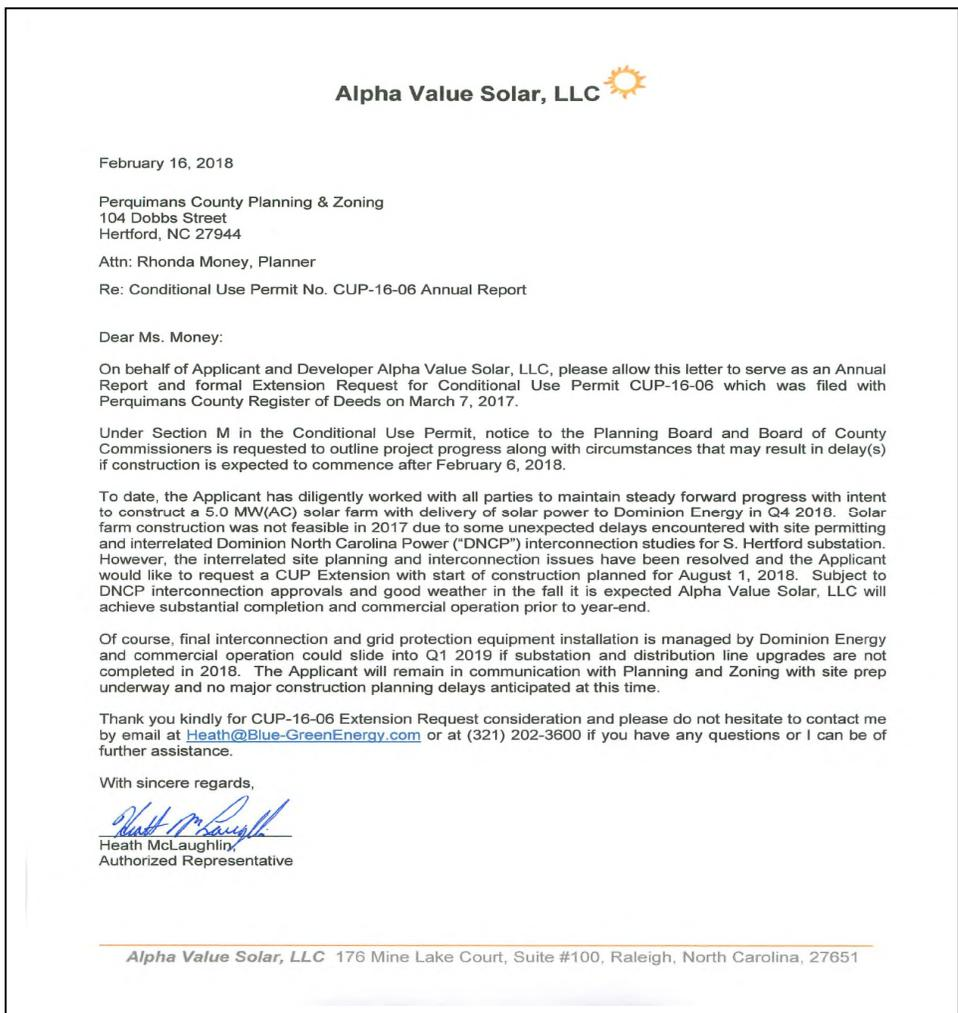 Alpha Value Solar, LLC
February 16, 2018
Perquimans County Planning & Zoning
104 Dobbs Street
Hertford, NC 27944
Attn: Rhonda Money, Planner
Re: Conditional Use Permit No. CUP-16-06 Annual Report
Dear Ms. Money:
On behalf of Applicant and Developer Alpha Value Solar, LLC, please allow this letter to serve as an Annual
Report and formal Extension Request for Conditional Use Permit CUP-16-06 which was filed with
Perquimans County Register of Deeds on March 7, 2017.
Under Section M in the Conditional Use Permit, notice to the Planning Board and Board of County
Commissioners is requested to outline project progress along with circumstances that may result in delay(s)
if construction is expected to commence after February 6, 2018.
To date, the Applicant has diligently worked with all parties to maintain steady forward progress with intent
to construct a 5.0 MW(AC) solar farm with delivery of solar power to Dominion Energy in Q4 2018. Solar
farm construction was not feasible in 2017 due to some unexpected delays encountered with site permitting
and interrelated Dominion North Carolina Power ("DNCP") interconnection studies for S. Hertford substation.
However, the interrelated site planning and interconnection issues have been resolved and the Applicant
would like to request a CUP Extension with start of construction planned for August 1, 2018. Subject to
DNCP interconnection approvals and good weather in the fall it is expected Alpha Value Solar, LLC will
achieve substantial completion and commercial operation prior to year-end.
Of course, final interconnection and grid protection equipment installation is managed by Dominion Energy
and commercial operation could slide into Q1 2019 if substation and distribution line upgrades are not
completed in 2018. The Applicant will remain in communication with Planning and Zoning with site prep
underway and no major construction planning delays anticipated at this time.
Thank you kindly for CUP-16-06 Extension Request consideration and please do not hesitate to contact me
by email at Heath@Blue-GreenEnergy.com or at (321) 202-3600 if you have any questions or I can be of
further assistance.
With sincere regards,
Heath McLaughlin
Heath McLaughlin,
Authorized Representative
Alpha Value Solar, LLC 176 Mine Lake Court, Suite #100, Raleigh, North Carolina, 27651